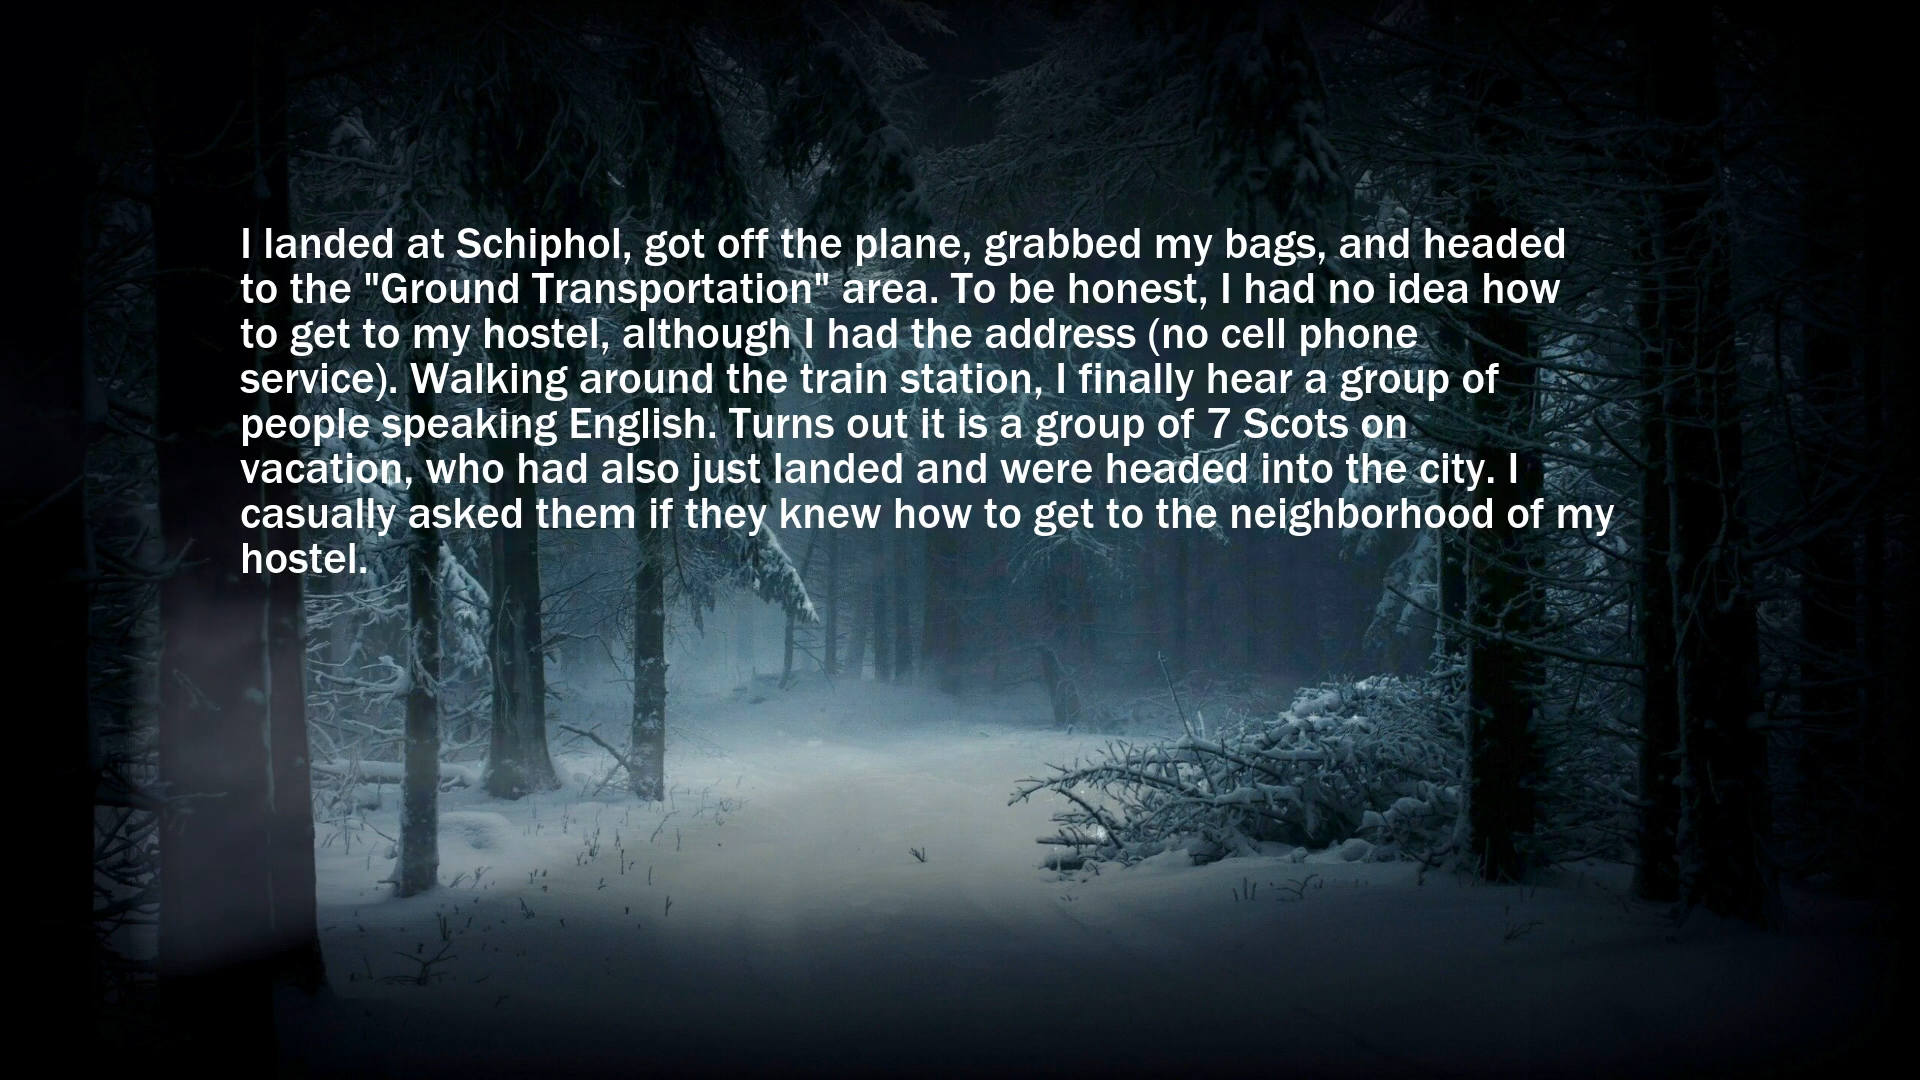 I landed at Schiphol, got off the plane, grabbed my bags, and headed
to the "Ground Transportation" area. To be honest, I had no idea how
to get to my hostel, although I had the address (no cell phone
service). Walking around the train station, I finally hear a group of
people speaking English. Turns out it is a group of 7 Scots on
vacation, who had also just landed and were headed into the city. I
casually asked them if they knew how to get to the neighborhood of my
hostel.